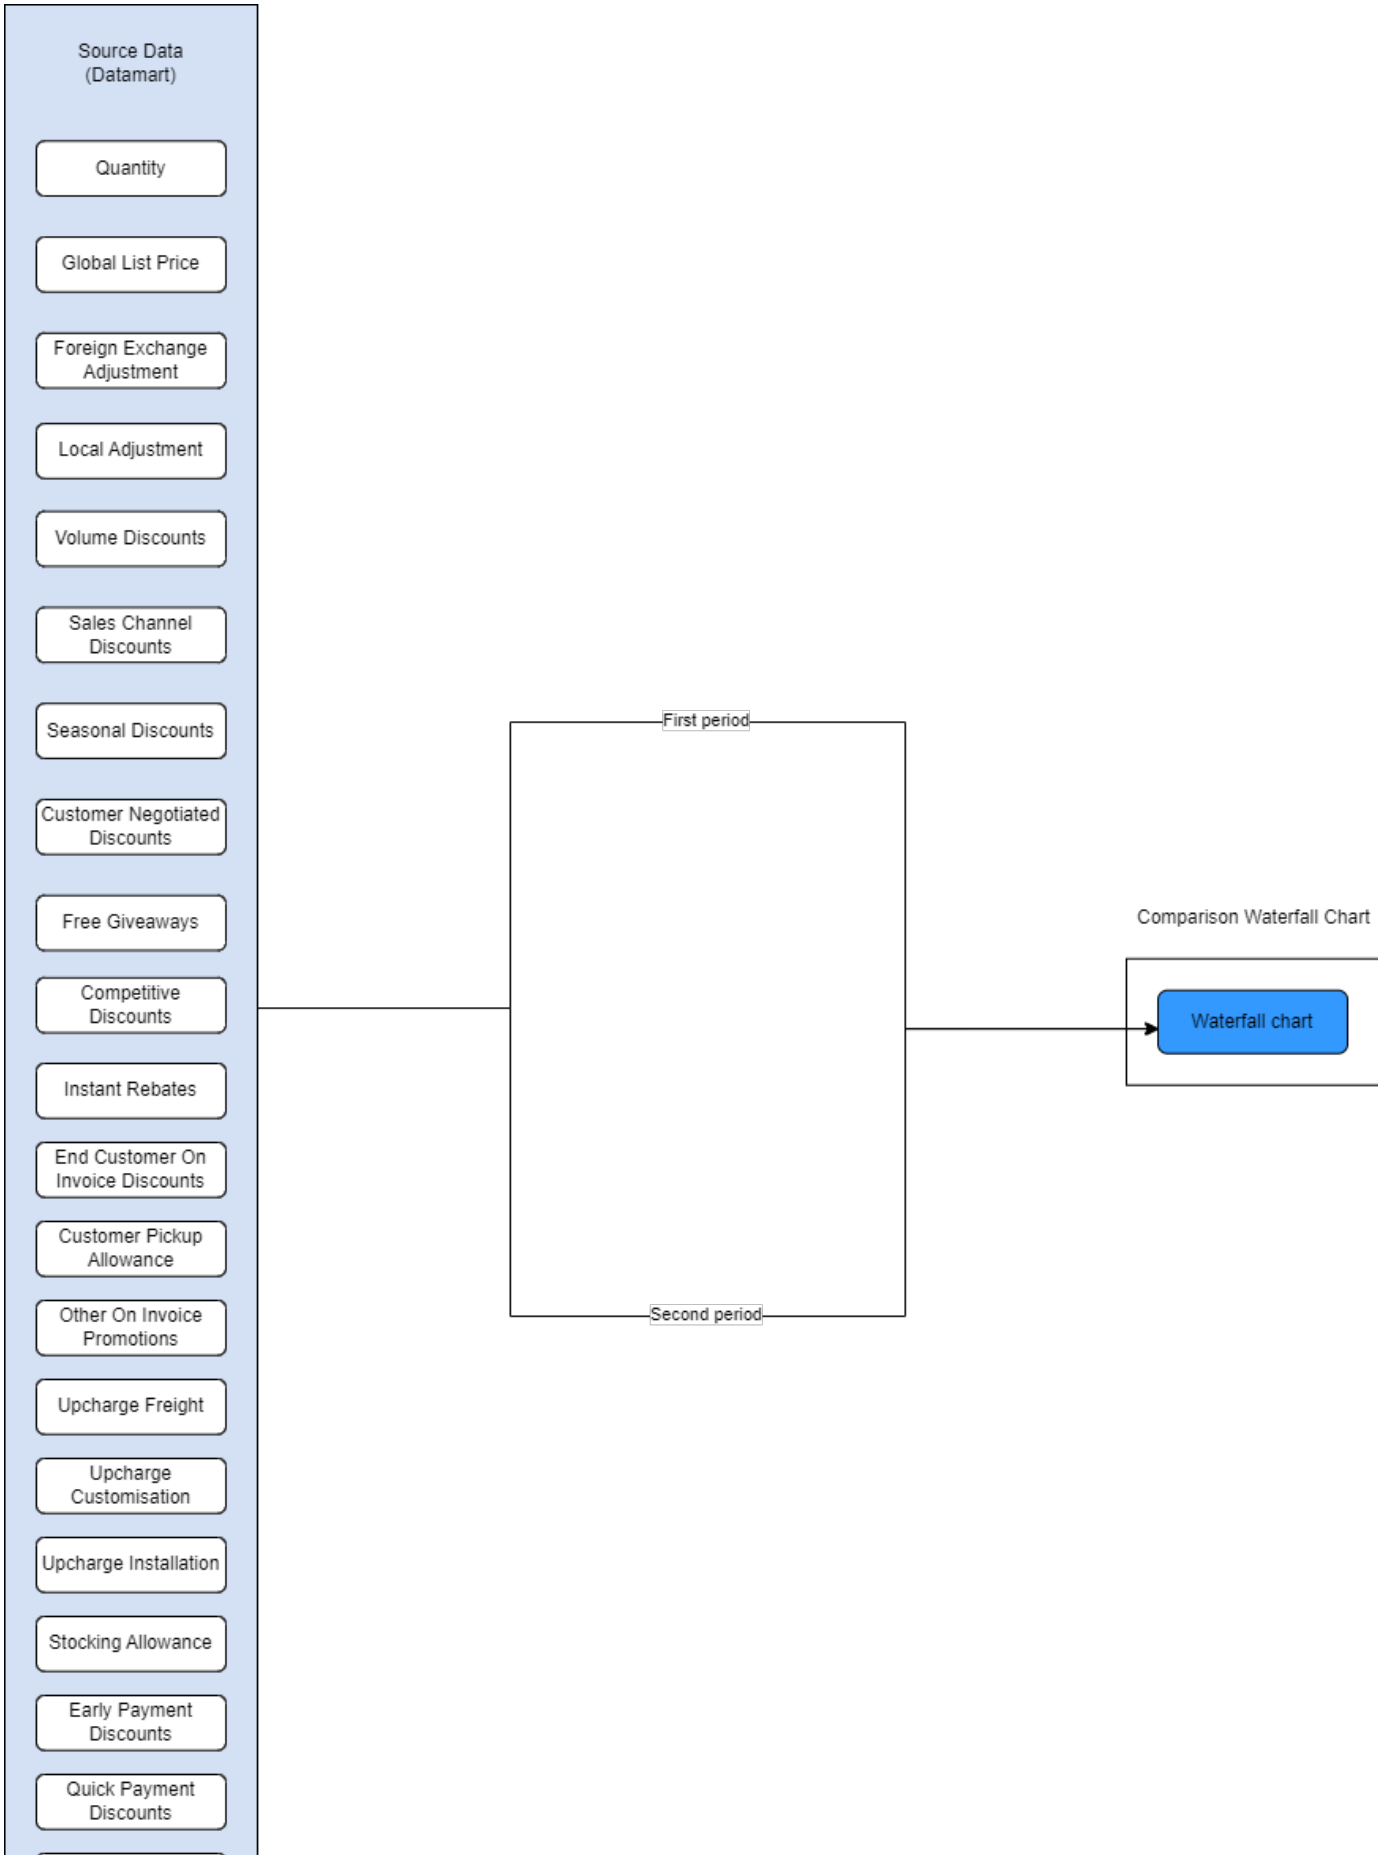 Source Data
(Datamart)
Quantity
Global List Price
Foreign Exchange
Adjustment
Local Adjustment
Volume Discounts
Sales Channel
Discounts
Seasonal Discounts
Customer Negotiated
Discounts
Free Giveaways
Competitive
Discounts
Instant Rebates
End Customer On
Invoice Discounts
Customer Pickup
Allowance
Other On Invoice
Promotions
Upcharge Freight
Upcharge
Customisation
Upcharge Installation
Stocking Allowance
Early Payment
Discounts
Quick Payment
Discounts
First period
Second period
Comparison Waterfall Chart
Waterfall chart